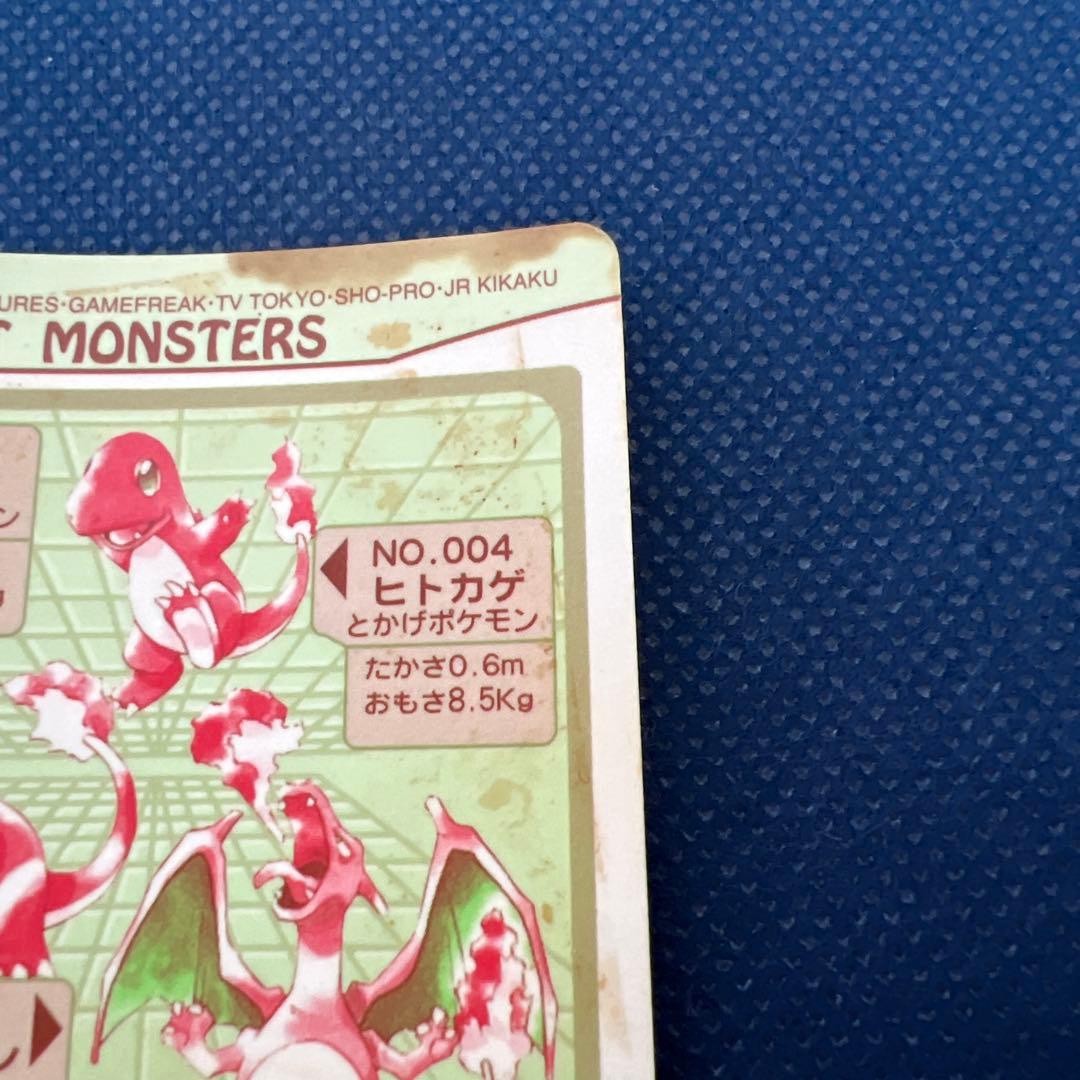 URES·GAMEFREAK·TV TOKYO·SHO-PRO·JR KIKAKU
MONSTERS
ン
NO.004
ヒトカゲ
とかげポケモン
たかさ0.6m
おもさ8.5Kg